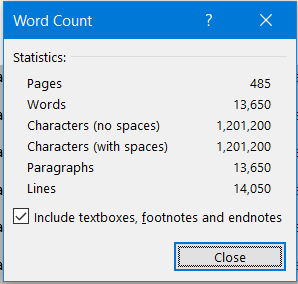 Word Count ? ×
Statistics:
Pages 485
Words 13,650
Characters (no spaces) 1,201,200
Characters (with spaces) 1,201,200
Paragraphs 13,650
Lines 14,050
Include textboxes, footnotes and endnotes
Close